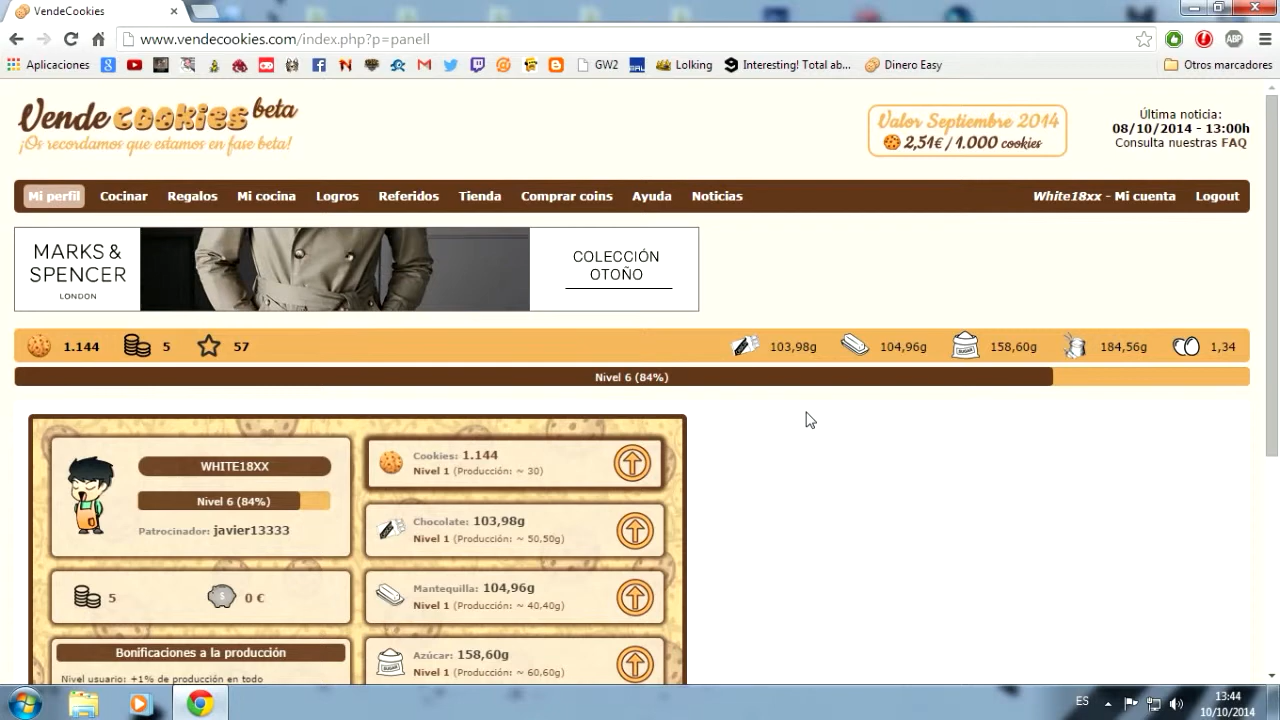 VendeCookies
www.vendecookies.com/index.php?p=panell
ABP
Aplicaciones
GW2
Lolking
Interesting! Total ab...
Dinero Easy
Otros marcadores
Vende cookies beta
¡Os recordamos que estamos en fase beta!
Valor Septiembre 2014
2,51€ / 1.000 cookies
Última noticia:
08/10/2014 - 13:00h
Consulta nuestras FAQ
Mi perfil
Cocinar
Regalos
Mi cocina
Logros
Referidos
Tienda
Comprar coins
Ayuda
Noticias
White18xx - Mi cuenta
Logout
MARKS &
SPENCER
LONDON
COLECCIÓN
OTOÑO
1.144
5
57
103,98g
104,96g
158,60g
184,56g
1,34
Nivel 6 (84%)
WHITE18XX
Nivel 6 (84%)
Patrocinador: javier13333
5
0 €
Bonificaciones a la producción
Nivel usuario: +1% de producción en todo
Cookies: 1.144
Nivel 1 (Producción: ~ 30)
Chocolate: 103,98g
Nivel 1 (Producción: ~ 50,50g)
Mantequilla: 104,96g
Nivel 1 (Producción: ~ 40,40g)
Azúcar: 158,60g
Nivel 1 (Producción: ~ 60,60g)
ES
13:44
10/10/2014